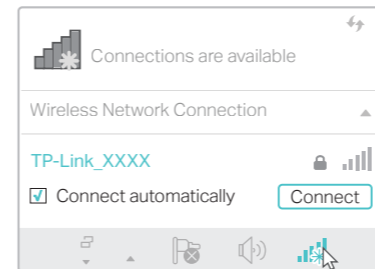 Connections are available
Wireless Network Connection
TP-Link_XXXX
Connect automatically
Connect